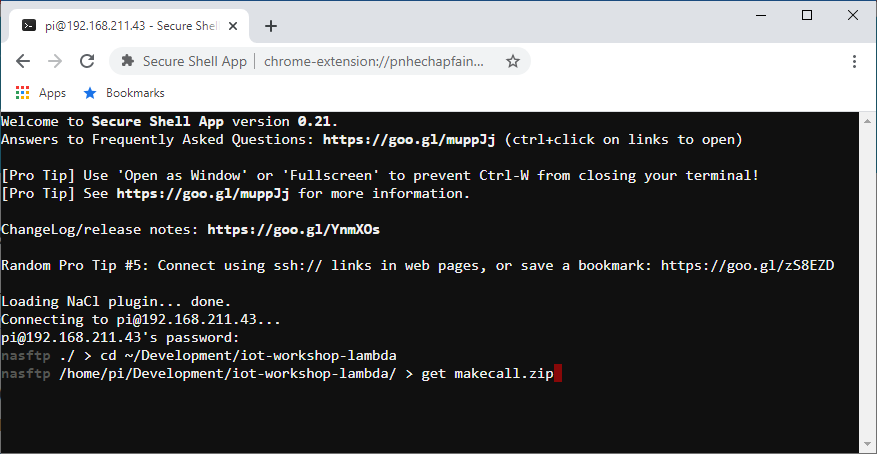 pi@192.168.211.43 - Secure Shell
Secure Shell App | chrome-extension://pnhechapfain...
Apps Bookmarks
Welcome to Secure Shell App version 0.21.
Answers to Frequently Asked Questions: https://goo.gl/muppJj (ctrl+click on links to open)
[Pro Tip] Use 'Open as Window' or 'Fullscreen' to prevent Ctrl-W from closing your terminal!
[Pro Tip] See https://goo.gl/muppJj for more information.
ChangeLog/release notes: https://goo.gl/YnmXOs
Random Pro Tip #5: Connect using ssh:// links in web pages, or save a bookmark: https://goo.gl/zS8EZD
Loading NaCl plugin... done.
Connecting to pi@192.168.211.43...
pi@192.168.211.43's password:
nasftp ./ > cd ~/Development/iot-workshop-lambda
nasftp /home/pi/Development/iot-workshop-lambda/ > get makecall.zip